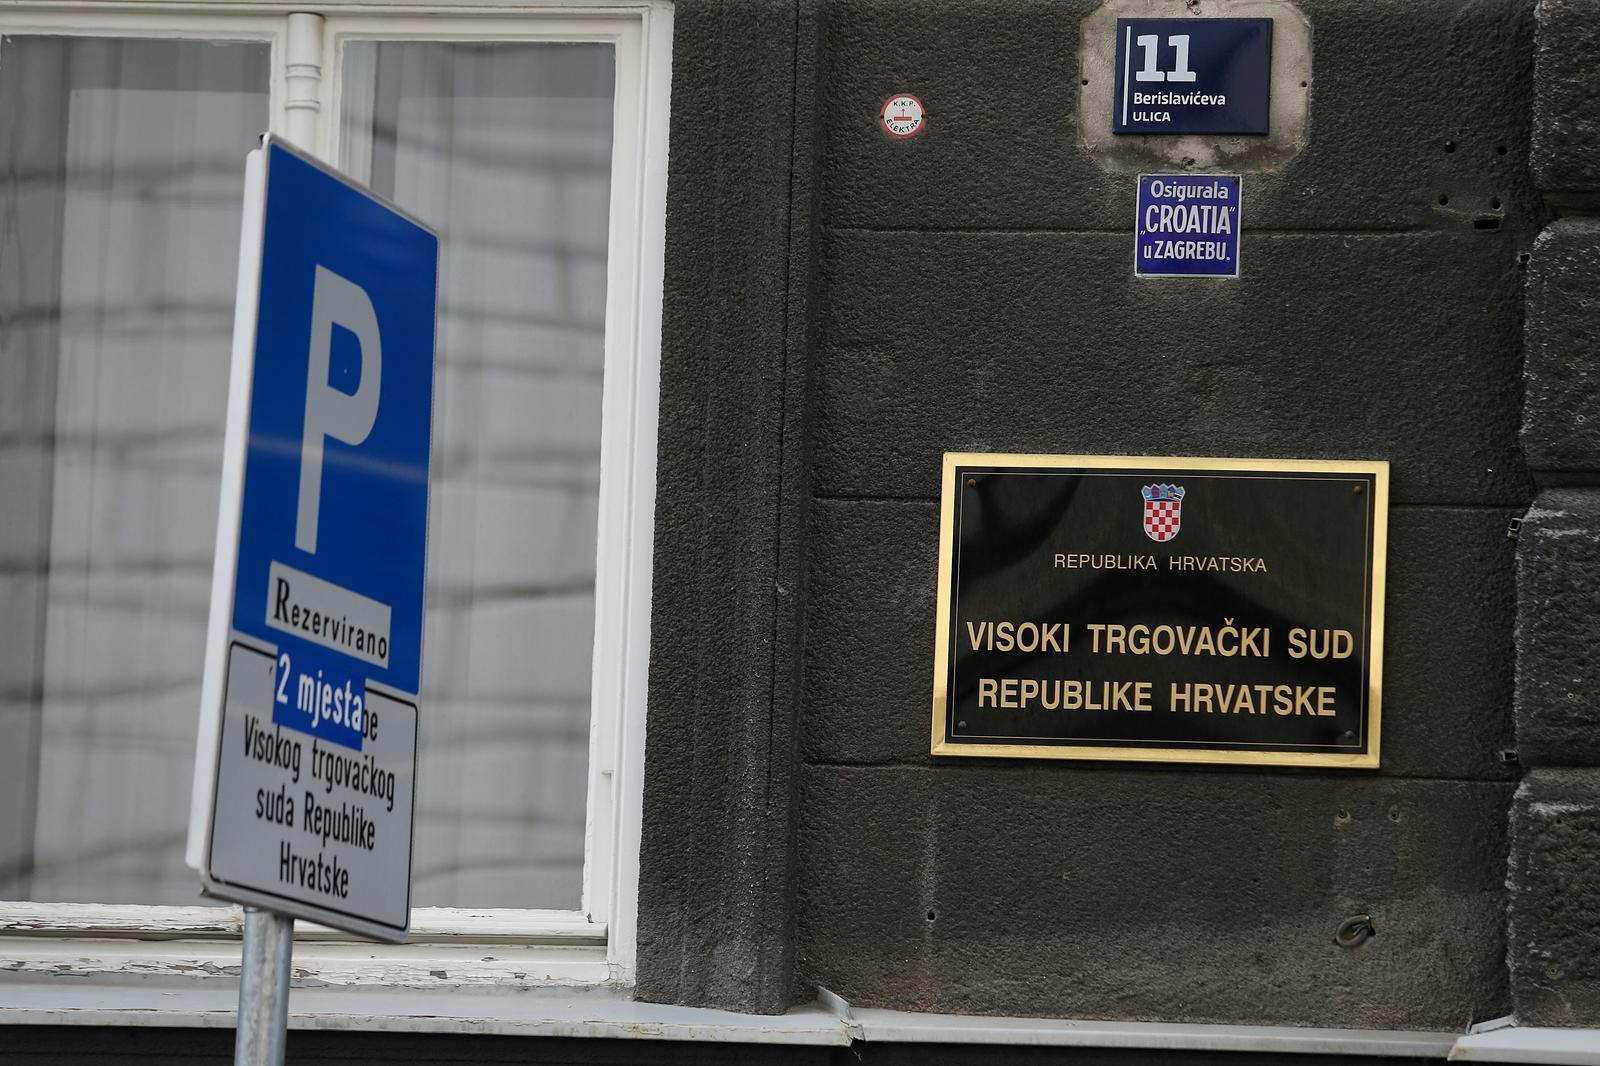 P
Rezervirano
2 mjesta
Visokog trgovačkog
suda Republike
Hrvatske
K.K.P.
ELEKTRA
11
Berislavićeva
ULICA
Osigurala
„CROATIA“
u ZAGREBU.
REPUBLIKA HRVATSKA
VISOKI TRGOVAČKI SUD
REPUBLIKE HRVATSKE